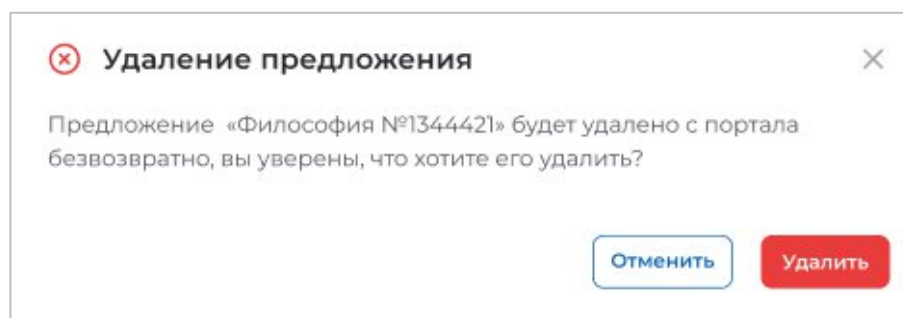 Удаление предложения
Предложение «Философия №1344421» будет удалено с портала
безвозвратно, вы уверены, что хотите его удалить?
Отменить
Удалить